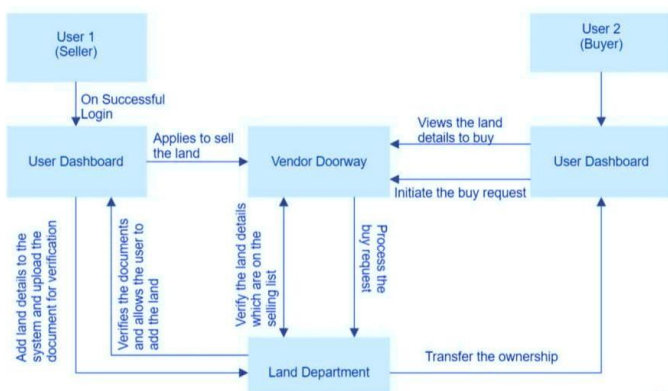 User 1
(Seller)
User 2
(Buyer)
On Successful
Login
User Dashboard
Applies to sell
the land
Vendor Doorway
Views the land
details to buy
Initiate the buy request
User Dashboard
Add land details to the
system and upload the
document for verification
Verifies the documents
and allows the user to
add the land
Verify the land details
which are on the
selling list
Process the
buy request
Land Department
Transfer the ownership